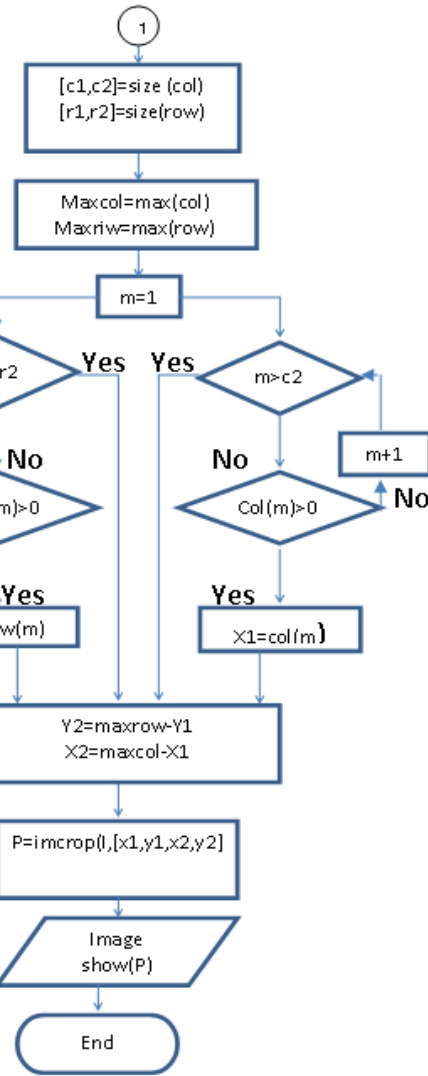 1
[c1,c2]=size (col)
[r1,r2]=size(row)
Maxcol=max(col)
Maxriw=max(row)
m=1
r2
Yes
Yes
m>c2
m+1
No
No
No
m)>0
Col(m)>0
Yes
Yes
w(m)
X1=col(m)
Y2=maxrow-Y1
X2=maxcol-X1
P=imcrop(I,[x1,y1,x2,y2]
Image
show(P)
End